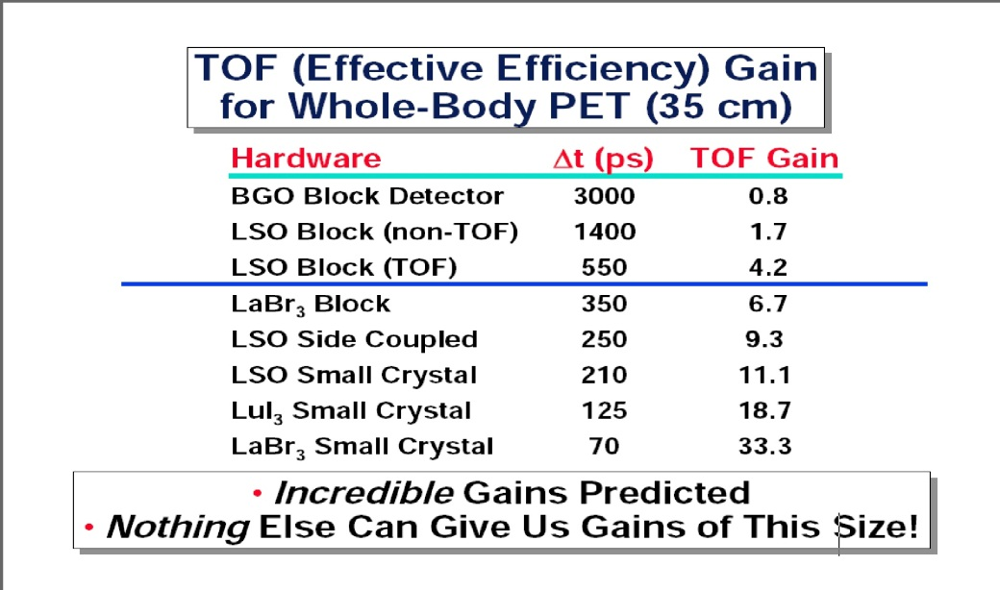 TOF (Effective Efficiency) Gain
for Whole-Body PET (35 cm)
Hardware Δt (ps) TOF Gain
BGO Block Detector 3000 0.8
LSO Block (non-TOF) 1400 1.7
LSO Block (TOF) 550 4.2
LaBr₃ Block 350 6.7
LSO Side Coupled 250 9.3
LSO Small Crystal 210 11.1
LuI₃ Small Crystal 125 18.7
LaBr₃ Small Crystal 70 33.3
• Incredible Gains Predicted
• Nothing Else Can Give Us Gains of This Size!